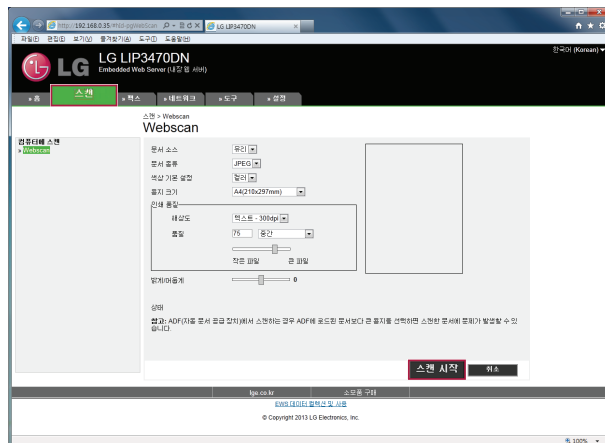 http://192.168.0.35
LG LIP3470DN
파일(F) 편집(E) 보기(V) 즐겨찾기(A) 도구(T) 도움말(H)
한국어 (Korean)
LG
LG LIP3470DN
Embedded Web Server (내장 웹 서버)
» 홈 스캔 » 팩스 » 네트워크 » 도구 » 설정
스캔 > Webscan
Webscan
컴퓨터에 스캔
» Webscan
문서 소스 유리
문서 종류 JPEG
색상 기본 설정 컬러
용지 크기 A4(210x297mm)
인쇄 품질
해상도 텍스트 - 300dpi
품질 75 중간
작은 파일 큰 파일
밝게/어둡게 0
상태
참고: ADF(자동 문서 공급 장치)에서 스캔하는 경우 ADF에 로드된 문서보다 큰 용지를 선택하면 스캔한 문서에 문제가 발생할 수 있
습니다.
스캔 시작 취소
lge.co.kr 소모품 구매
EWS 데이터 컬렉션 및 사용
© Copyright 2013 LG Electronics, Inc.
100%